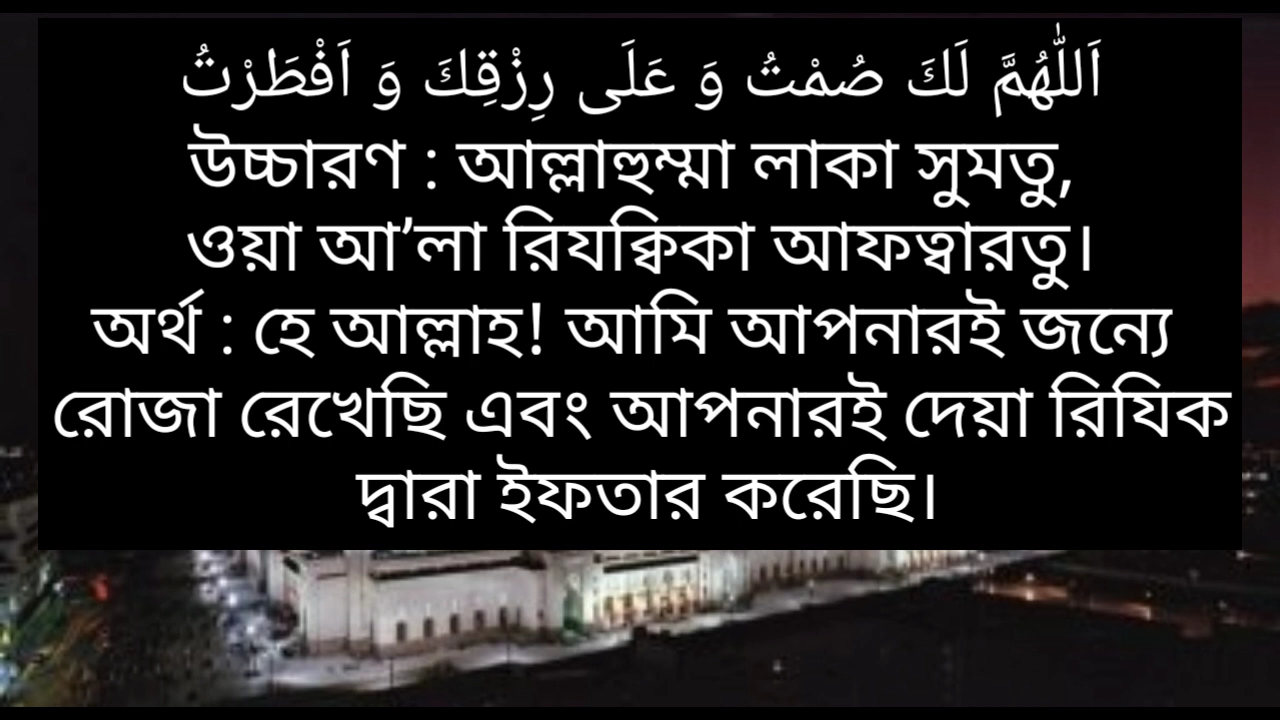 اَللّٰهُمَّ لَكَ صُمْتُ وَ عَلَى رِزْقِكَ وَ اَفْطَرْتُ
উচ্চারণ : আল্লাহুম্মা লাকা সুমতু,
ওয়া আ’লা রিযক্বিকা আফত্বারতু।
অর্থ : হে আল্লাহ! আমি আপনারই জন্যে
রোজা রেখেছি এবং আপনারই দেয়া রিযিক
দ্বারা ইফতার করেছি।